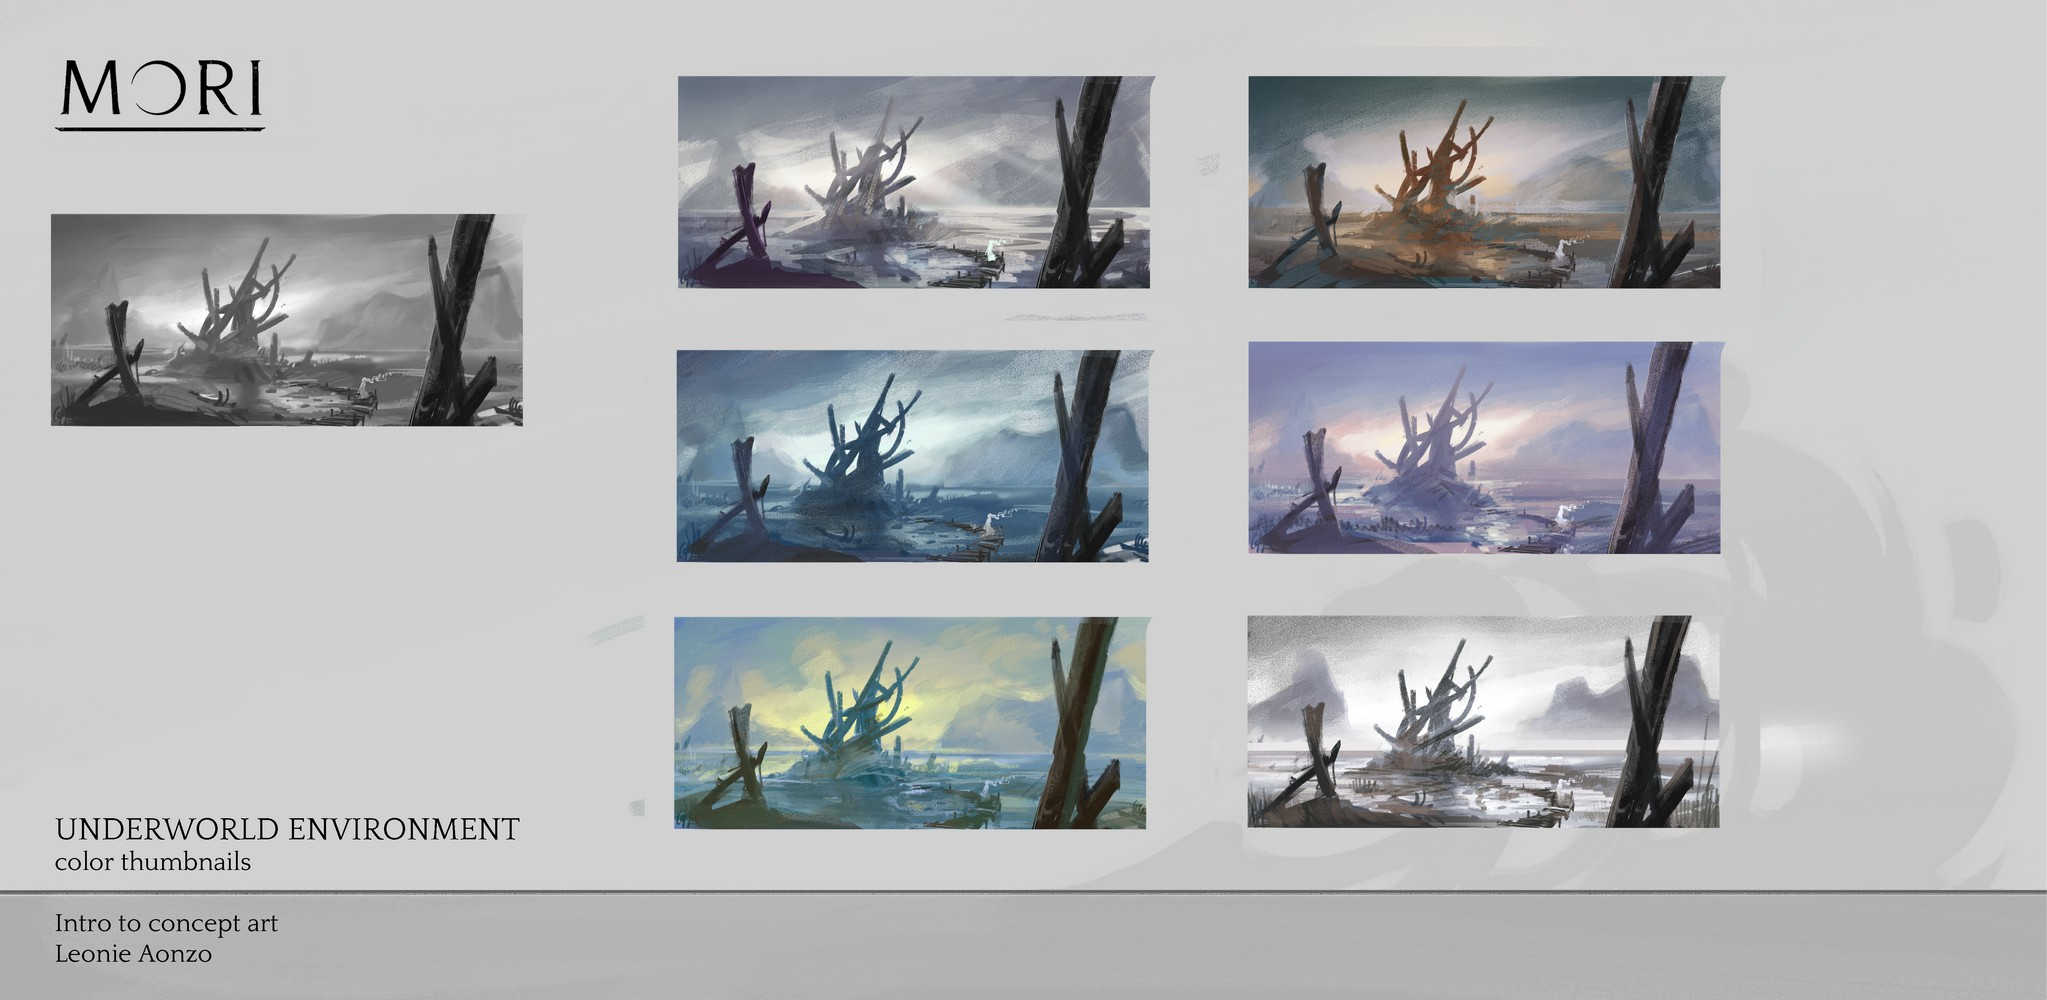 MORI
UNDERWORLD ENVIRONMENT
color thumbnails
Intro to concept art
Leonie Aonzo